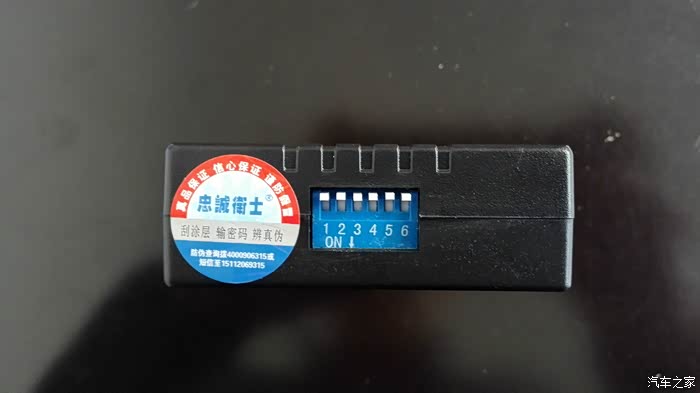 真品保证 信心保证 谨防假冒
忠誠衛士®
刮涂层 输密码 辨真伪
防伪查询拨4000906315或
短信至15112069315
1 2 3 4 5 6
ON ↓
汽车之家